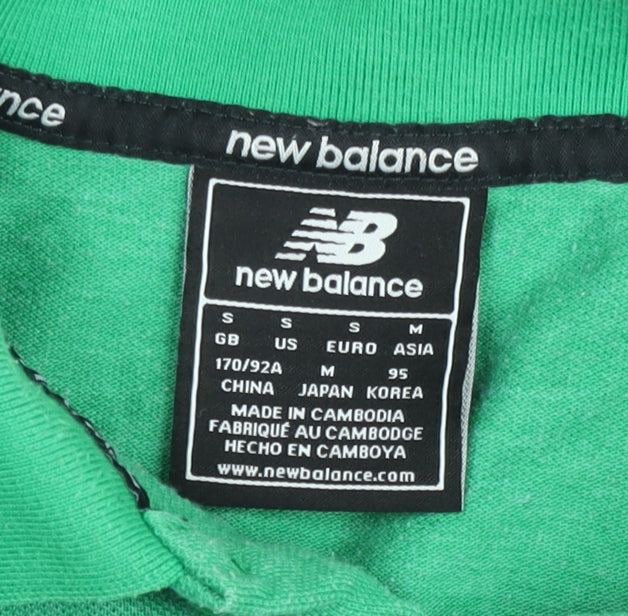 new balance
NB
new balance
S S S M
GB US EURO ASIA
170/92A M 95
CHINA JAPAN KOREA
MADE IN CAMBODIA
FABRIQUÉ AU CAMBODGE
HECHO EN CAMBOYA
www.newbalance.com